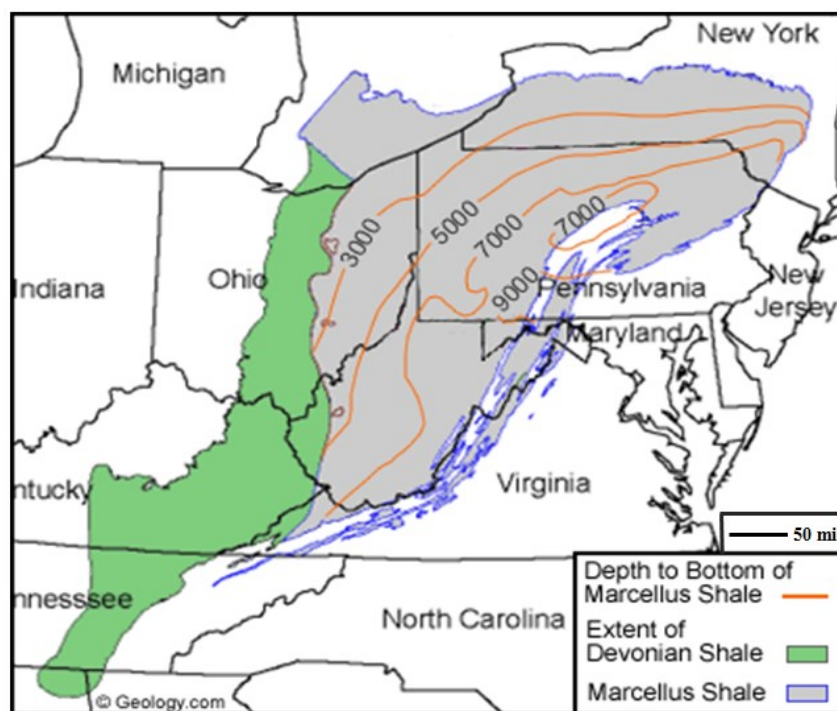 New York
Michigan
3000
5000
7000
7000
9000
Ohio
Indiana
Pennsylvania
New
Jersey
Maryland
Virginia
ntucky
50 mi
nnesssee
North Carolina
Depth to Bottom of
Marcellus Shale
Extent of
Devonian Shale
Marcellus Shale
© Geology.com